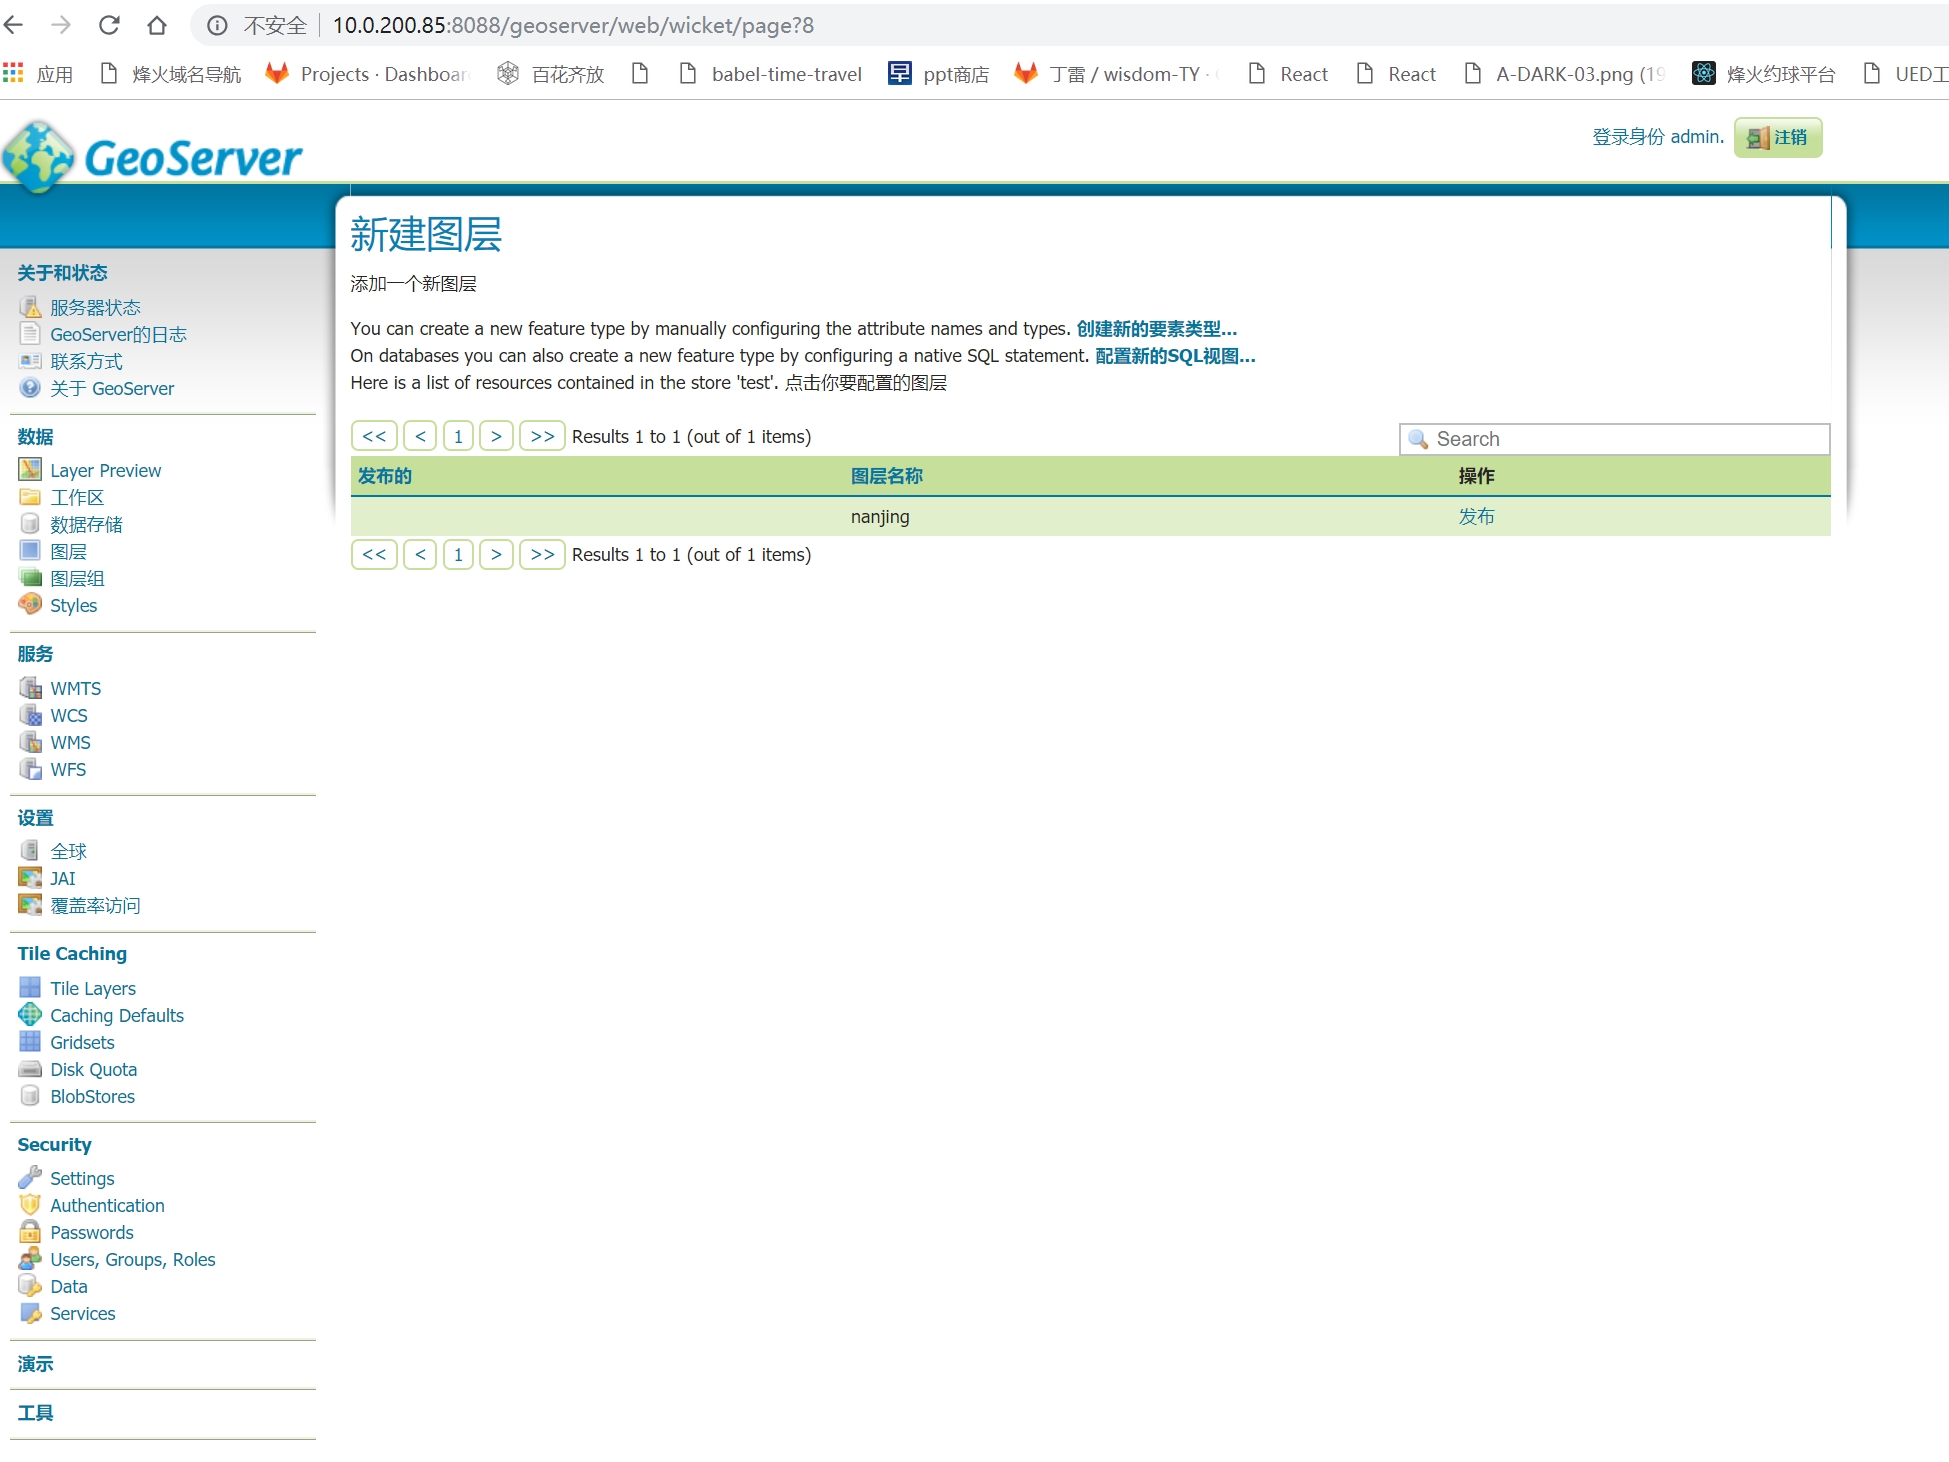 不安全 10.0.200.85:8088/geoserver/web/wicket/page?8
应用 烽火域名导航 Projects · Dashboar 百花齐放 babel-time-travel 早 ppt商店 丁雷 / wisdom-TY · React React A-DARK-03.png (19 烽火约球平台 UED工
GeoServer
登录身份 admin. 注销
新建图层
添加一个新图层
You can create a new feature type by manually configuring the attribute names and types. 创建新的要素类型...
On databases you can also create a new feature type by configuring a native SQL statement. 配置新的SQL视图...
Here is a list of resources contained in the store 'test'. 点击你要配置的图层
<< < 1 > >> Results 1 to 1 (out of 1 items) Search
发布的 图层名称 操作
nanjing 发布
<< < 1 > >> Results 1 to 1 (out of 1 items)
关于和状态
服务器状态
GeoServer的日志
联系方式
关于 GeoServer
数据
Layer Preview
工作区
数据存储
图层
图层组
Styles
服务
WMTS
WCS
WMS
WFS
设置
全球
JAI
覆盖率访问
Tile Caching
Tile Layers
Caching Defaults
Gridsets
Disk Quota
BlobStores
Security
Settings
Authentication
Passwords
Users, Groups, Roles
Data
Services
演示
工具